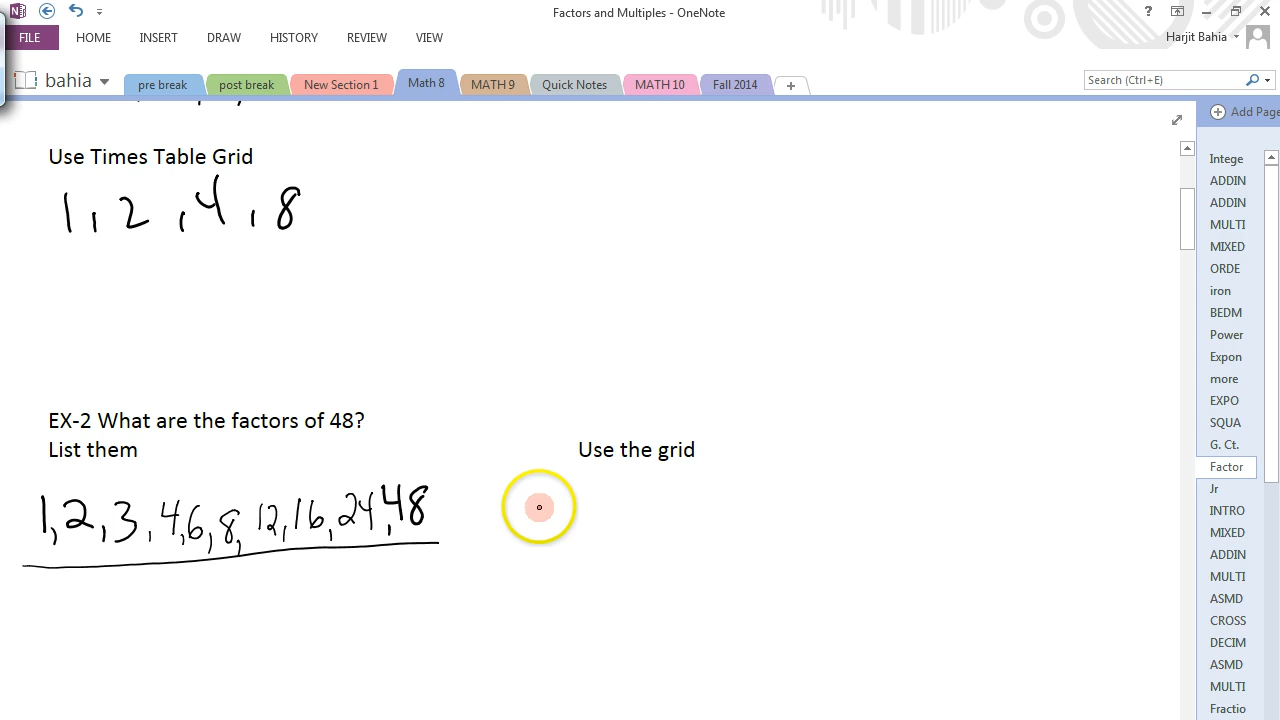 Factors and Multiples - OneNote
?
FILE HOME INSERT DRAW HISTORY REVIEW VIEW
Harjit Bahia
bahia
pre break
post break
New Section 1
Math 8
MATH 9
Quick Notes
MATH 10
Fall 2014
Search (Ctrl+E)
Add Page
Use Times Table Grid
1, 2, 4, 8
EX-2 What are the factors of 48?
List them
Use the grid
1, 2, 3, 4, 6, 8, 12, 16, 24, 48
Intege
ADDIN
ADDIN
MULTI
MIXED
ORDE
iron
BEDM
Power
Expon
more
EXPO
SQUA
G. Ct.
Factor
Jr
INTRO
MIXED
ADDIN
MULTI
ASMD
CROSS
DECIM
ASMD
MULTI
Fractio